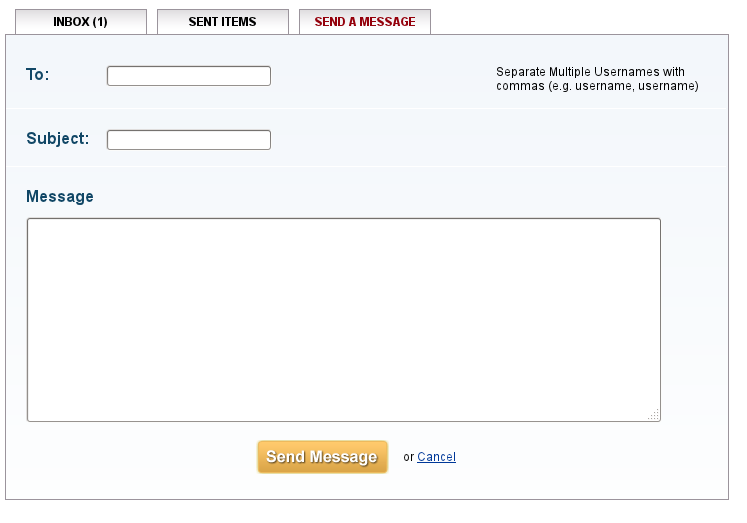 INBOX (1) SENT ITEMS SEND A MESSAGE
To:
Separate Multiple Usernames with
commas (e.g. username, username)
Subject:
Message
Send Message or Cancel